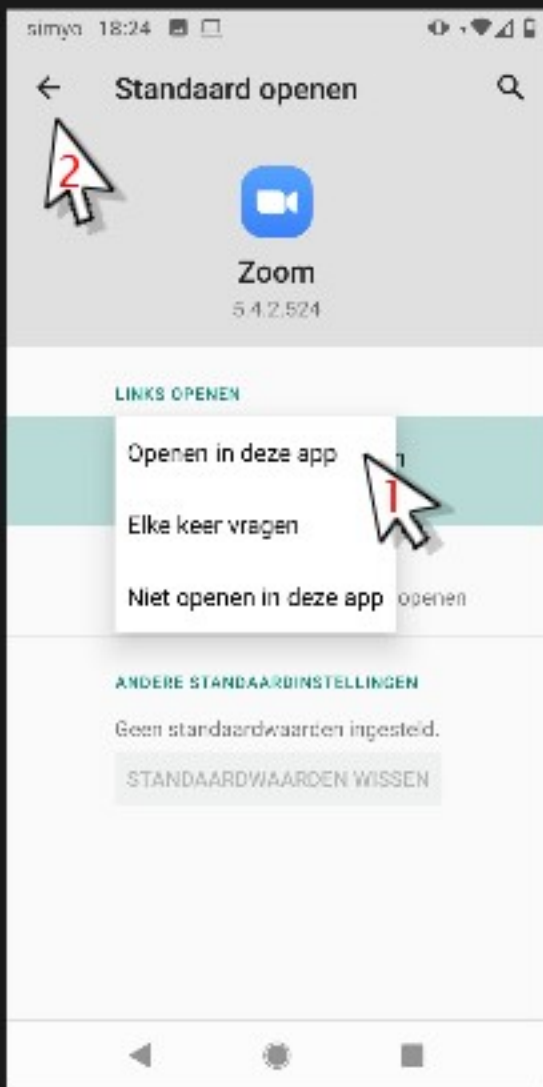 simyo 18:24
Standaard openen
2
Zoom
5.4.2.524
LINKS OPENEN
Openen in deze app
1
Elke keer vragen
Niet openen in deze app openen
ANDERE STANDAARDINSTELLINGEN
Geen standaardwaarden ingesteld.
STANDAARDWAARDEN WISSEN